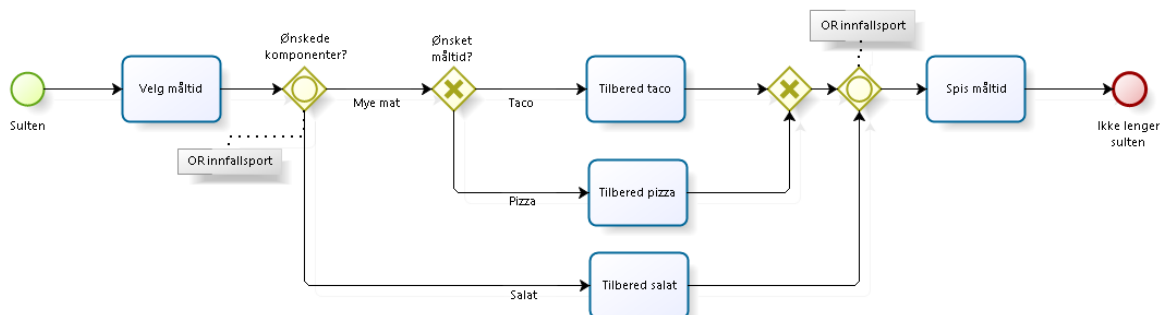 Sulten
Velg måltid
Ønskede
komponenter?
OR innfallsport
Mye mat
Ønsket
måltid?
Taco
Pizza
Salat
Tilbered taco
Tilbered pizza
Tilbered salat
OR innfallsport
Spis måltid
Ikke lenger
sulten